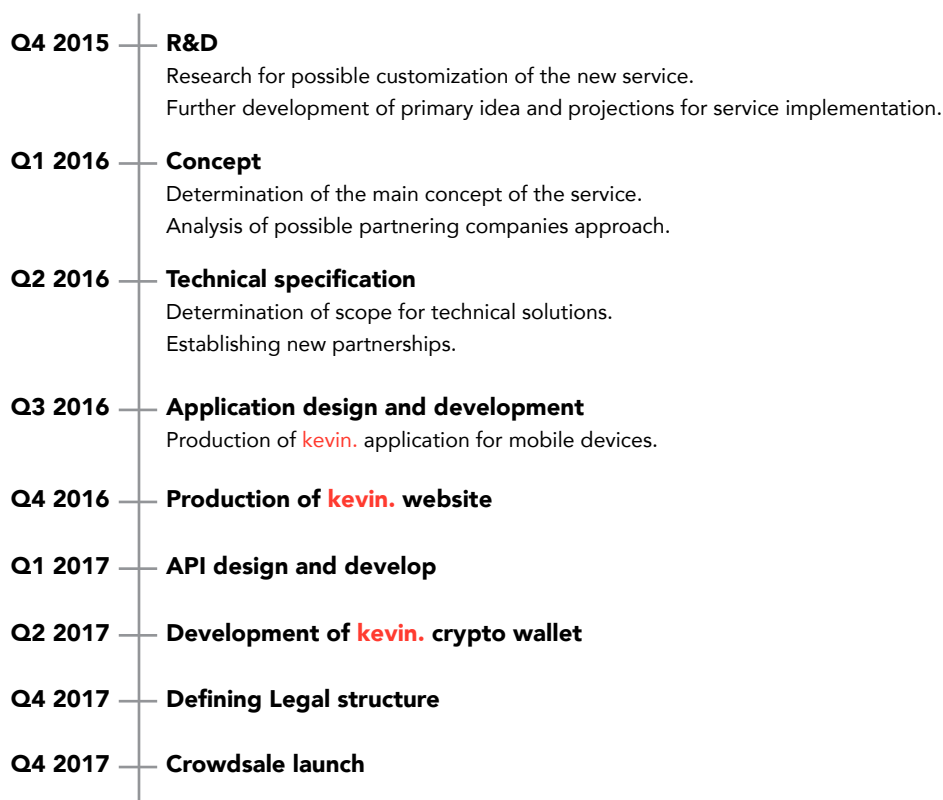 Q4 2015 R&D
Research for possible customization of the new service.
Further development of primary idea and projections for service implementation.
Q1 2016 Concept
Determination of the main concept of the service.
Analysis of possible partnering companies approach.
Q2 2016 Technical specification
Determination of scope for technical solutions.
Establishing new partnerships.
Q3 2016 Application design and development
Production of kevin. application for mobile devices.
Q4 2016 Production of kevin. website
Q1 2017 API design and develop
Q2 2017 Development of kevin. crypto wallet
Q4 2017 Defining Legal structure
Q4 2017 Crowdsale launch